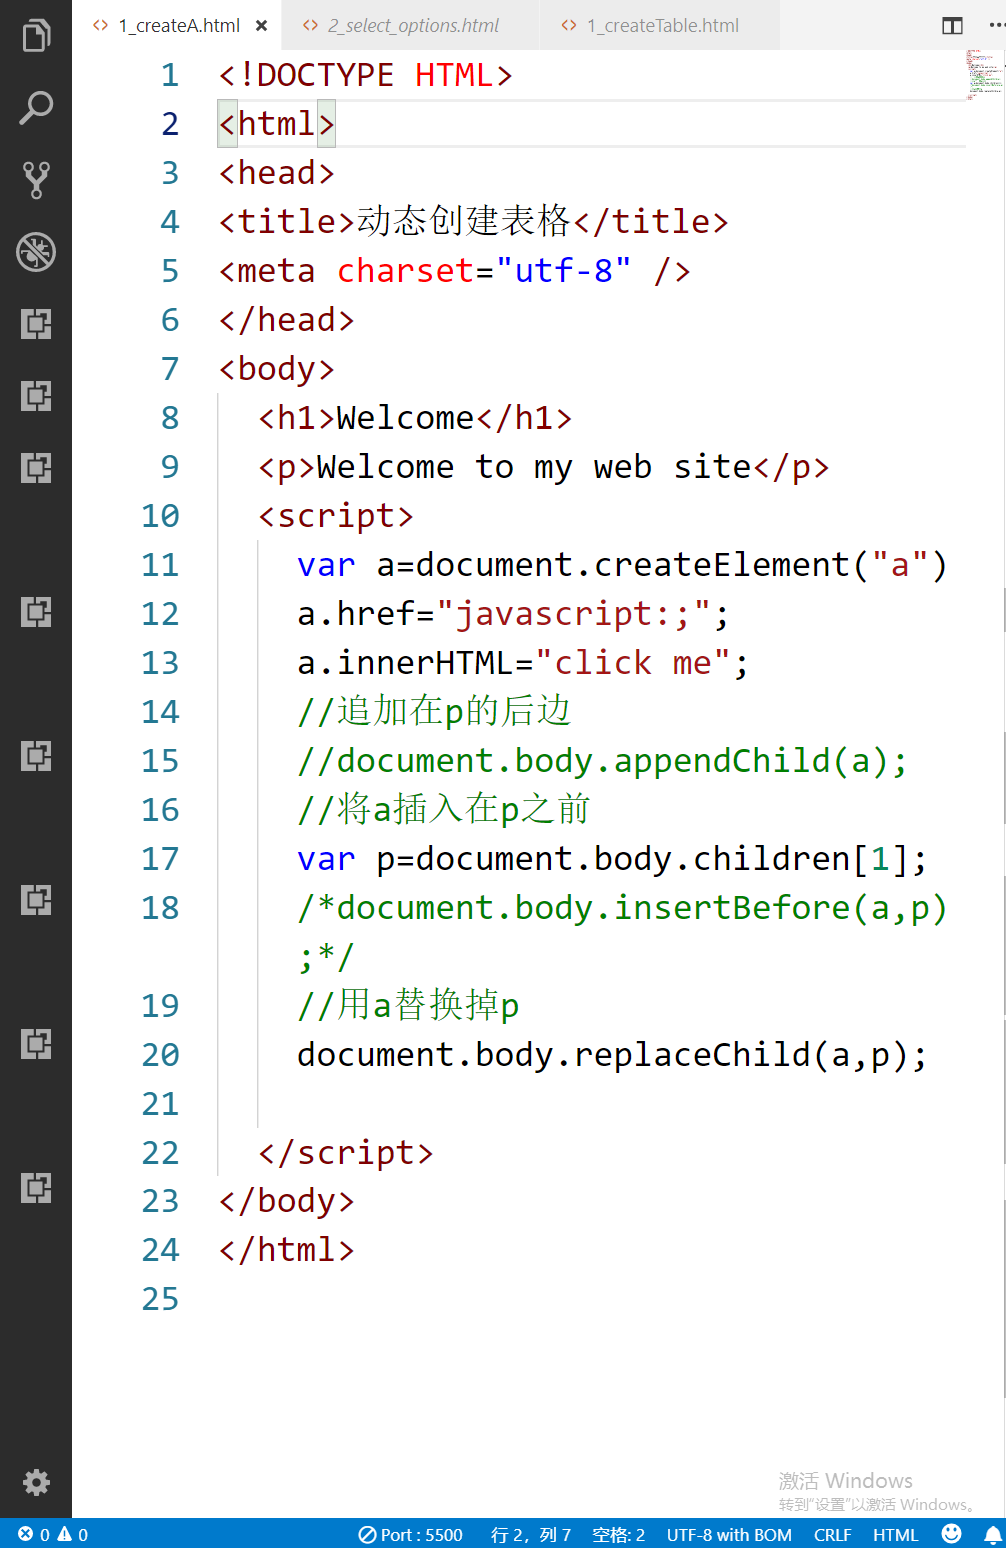 1_createA.html 2_select_options.html 1_createTable.html
1 <!DOCTYPE HTML>
2 <html>
3 <head>
4 <title>动态创建表格</title>
5 <meta charset="utf-8" />
6 </head>
7 <body>
8 <h1>Welcome</h1>
9 <p>Welcome to my web site</p>
10 <script>
11 var a=document.createElement("a")
12 a.href="javascript:;";
13 a.innerHTML="click me";
14 //追加在p的后边
15 //document.body.appendChild(a);
16 //将a插入在p之前
17 var p=document.body.children[1];
18 /*document.body.insertBefore(a,p)
;*/
19 //用a替换掉p
20 document.body.replaceChild(a,p);
21
22 </script>
23 </body>
24 </html>
25
激活 Windows
转到"设置"以激活 Windows。
0 0 Port : 5500 行 2，列 7 空格: 2 UTF-8 with BOM CRLF HTML